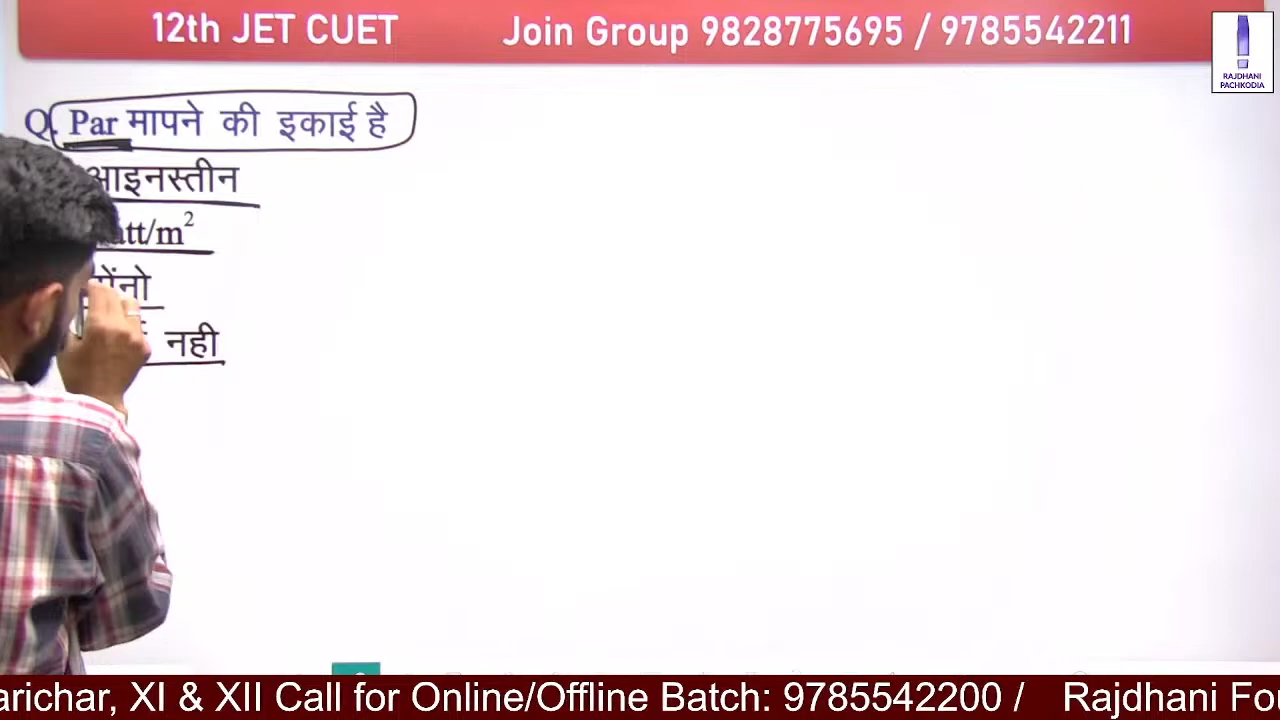 12th JET CUET Join Group 9828775695 / 9785542211
RAJDHANI
PACHKODIA
Q. Par मापने की इकाई है
आइनस्तीन
att/m²
नही
arichar, XI & XII Call for Online/Offline Batch: 9785542200 / Rajdhani Fo